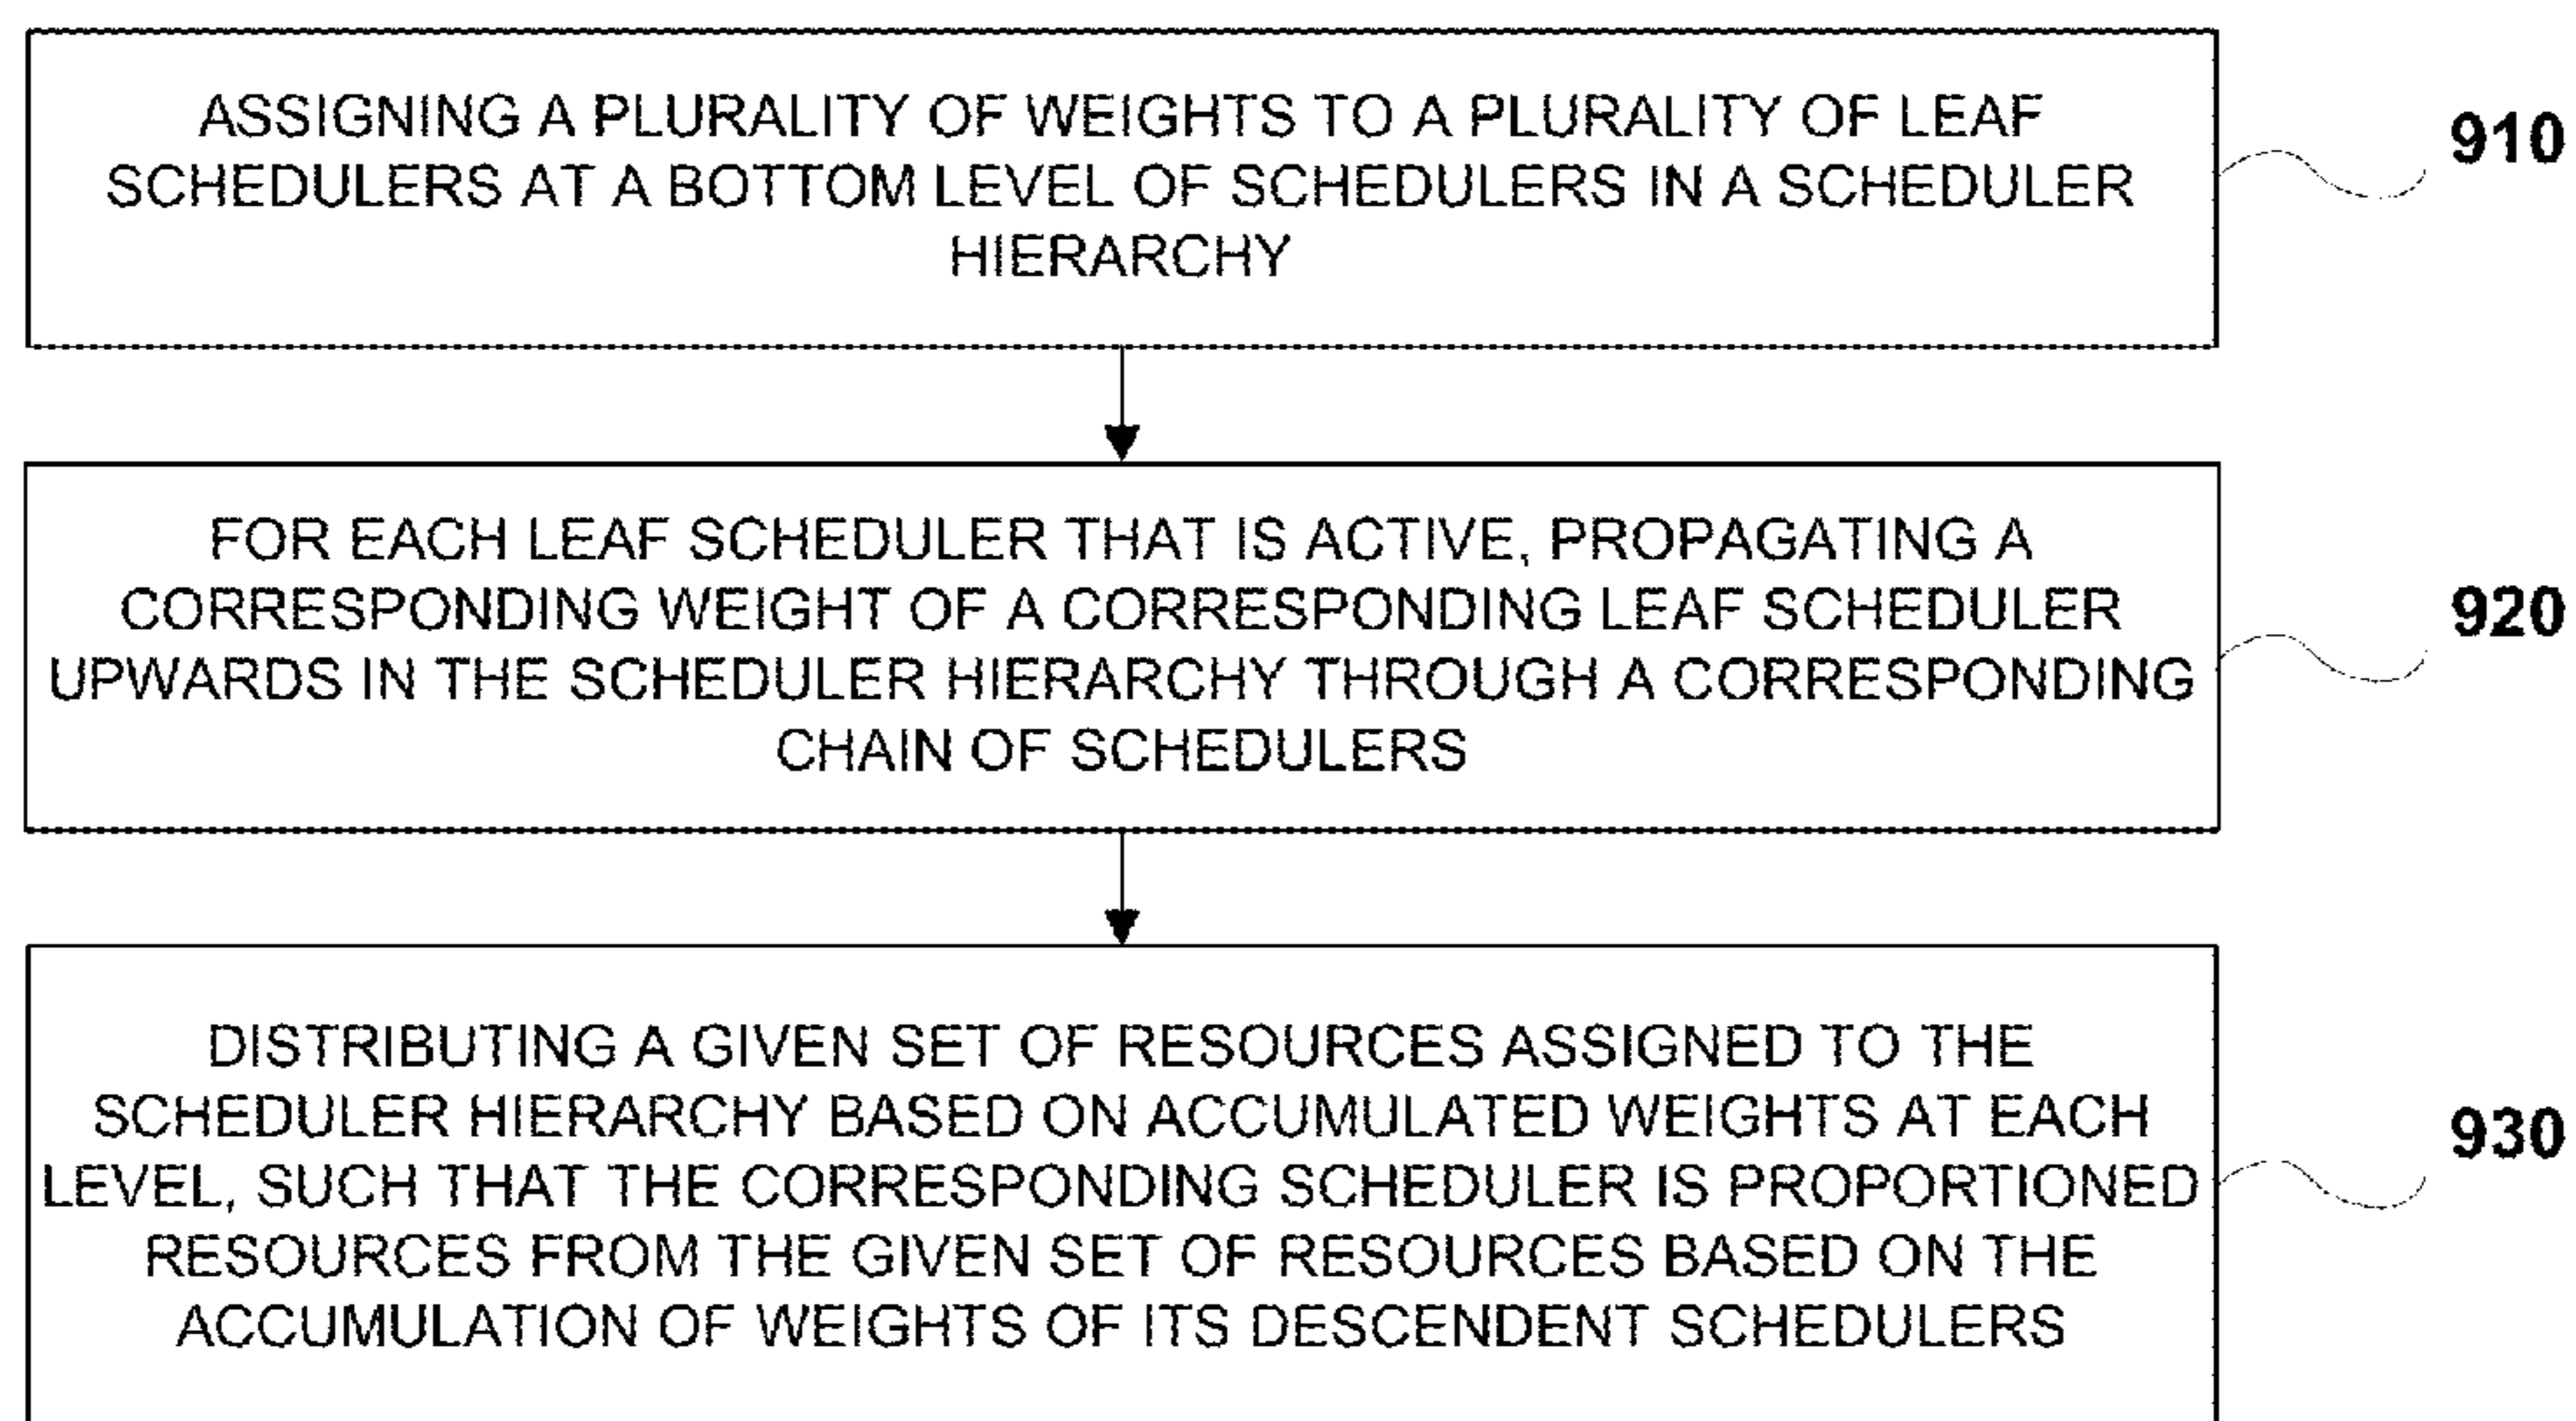 ASSIGNING A PLURALITY OF WEIGHTS TO A PLURALITY OF LEAF
SCHEDULERS AT A BOTTOM LEVEL OF SCHEDULERS IN A SCHEDULER
HIERARCHY
910
FOR EACH LEAF SCHEDULER THAT IS ACTIVE, PROPAGATING A
CORRESPONDING WEIGHT OF A CORRESPONDING LEAF SCHEDULER
UPWARDS IN THE SCHEDULER HIERARCHY THROUGH A CORRESPONDING
CHAIN OF SCHEDULERS
920
DISTRIBUTING A GIVEN SET OF RESOURCES ASSIGNED TO THE
SCHEDULER HIERARCHY BASED ON ACCUMULATED WEIGHTS AT EACH
LEVEL, SUCH THAT THE CORRESPONDING SCHEDULER IS PROPORTIONED
RESOURCES FROM THE GIVEN SET OF RESOURCES BASED ON THE
ACCUMULATION OF WEIGHTS OF ITS DESCENDENT SCHEDULERS
930